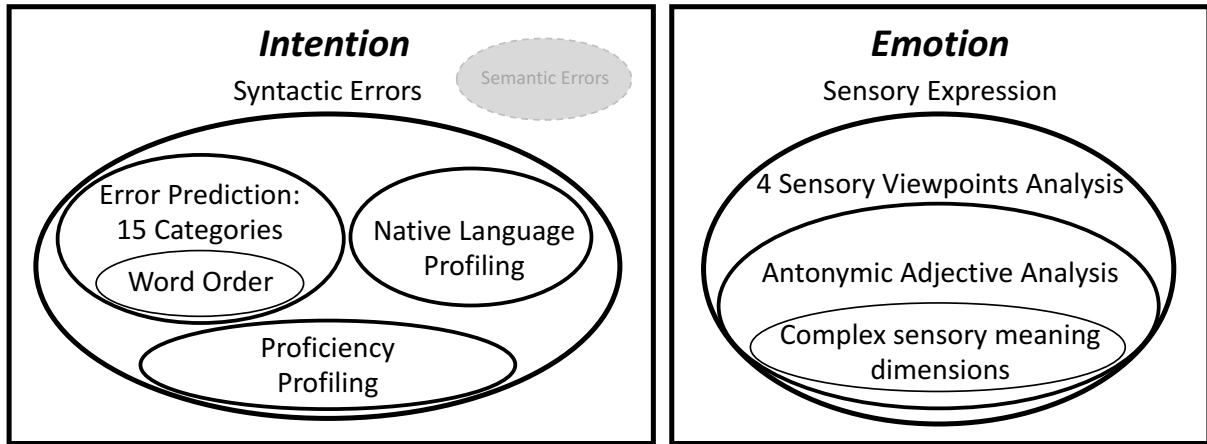 Intention
Semantic Errors
Syntactic Errors
Error Prediction:
15 Categories
Word Order
Native Language
Profiling
Proficiency
Profiling
Emotion
Sensory Expression
4 Sensory Viewpoints Analysis
Antonymic Adjective Analysis
Complex sensory meaning
dimensions